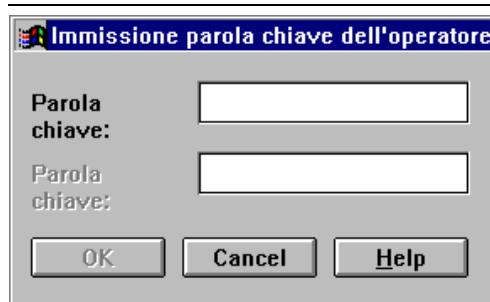 Immissione parola chiave dell'operatore
Parola
chiave:
Parola
chiave:
OK Cancel Help